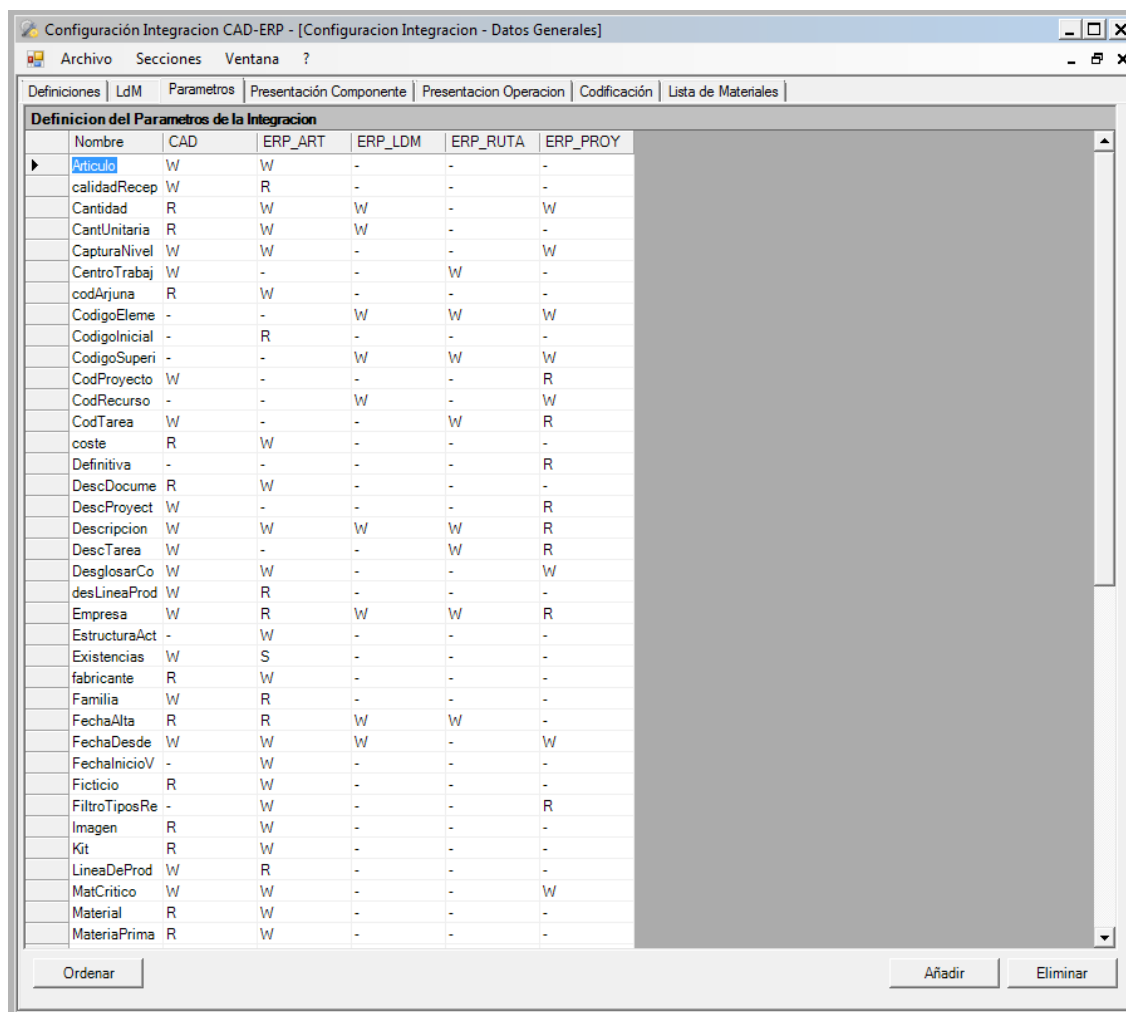 Configuración Integracion CAD-ERP - [Configuracion Integracion - Datos Generales]
Archivo Secciones Ventana ?
Definiciones LdM Parametros Presentación Componente Presentacion Operacion Codificación Lista de Materiales
Definicion del Parametros de la Integracion
Nombre CAD ERP_ART ERP_LDM ERP_RUTA ERP_PROY
Articulo W W - - -
calidadRecep W R - - -
Cantidad R W W - W
CantUnitaria R W W - -
CapturaNivel W W - - W
CentroTrabaj W - - W -
codArjuna R W - - -
CodigoEleme - - W W W
CodigoInicial - R - - -
CodigoSuperi - - W W W
CodProyecto W - - - R
CodRecurso - - W - W
CodTarea W - - W R
coste R W - - -
Definitiva - - - - R
DescDocume R W - - -
DescProyect W - - - R
Descripcion W W W W R
DescTarea W - - W R
DesglosarCo W W - - W
desLineaProd W R - - -
Empresa W R W W R
EstructuraAct - W - - -
Existencias W S - - -
fabricante R W - - -
Familia W R - - -
FechaAlta R R W W -
FechaDesde W W W - W
FechaInicioV - W - - -
Ficticio R W - - -
FiltroTiposRe - W - - R
Imagen R W - - -
Kit R W - - -
LineaDeProd W R - - -
MatCritico W W - - W
Material R W - - -
MateriaPrima R W - - -
Ordenar Añadir Eliminar